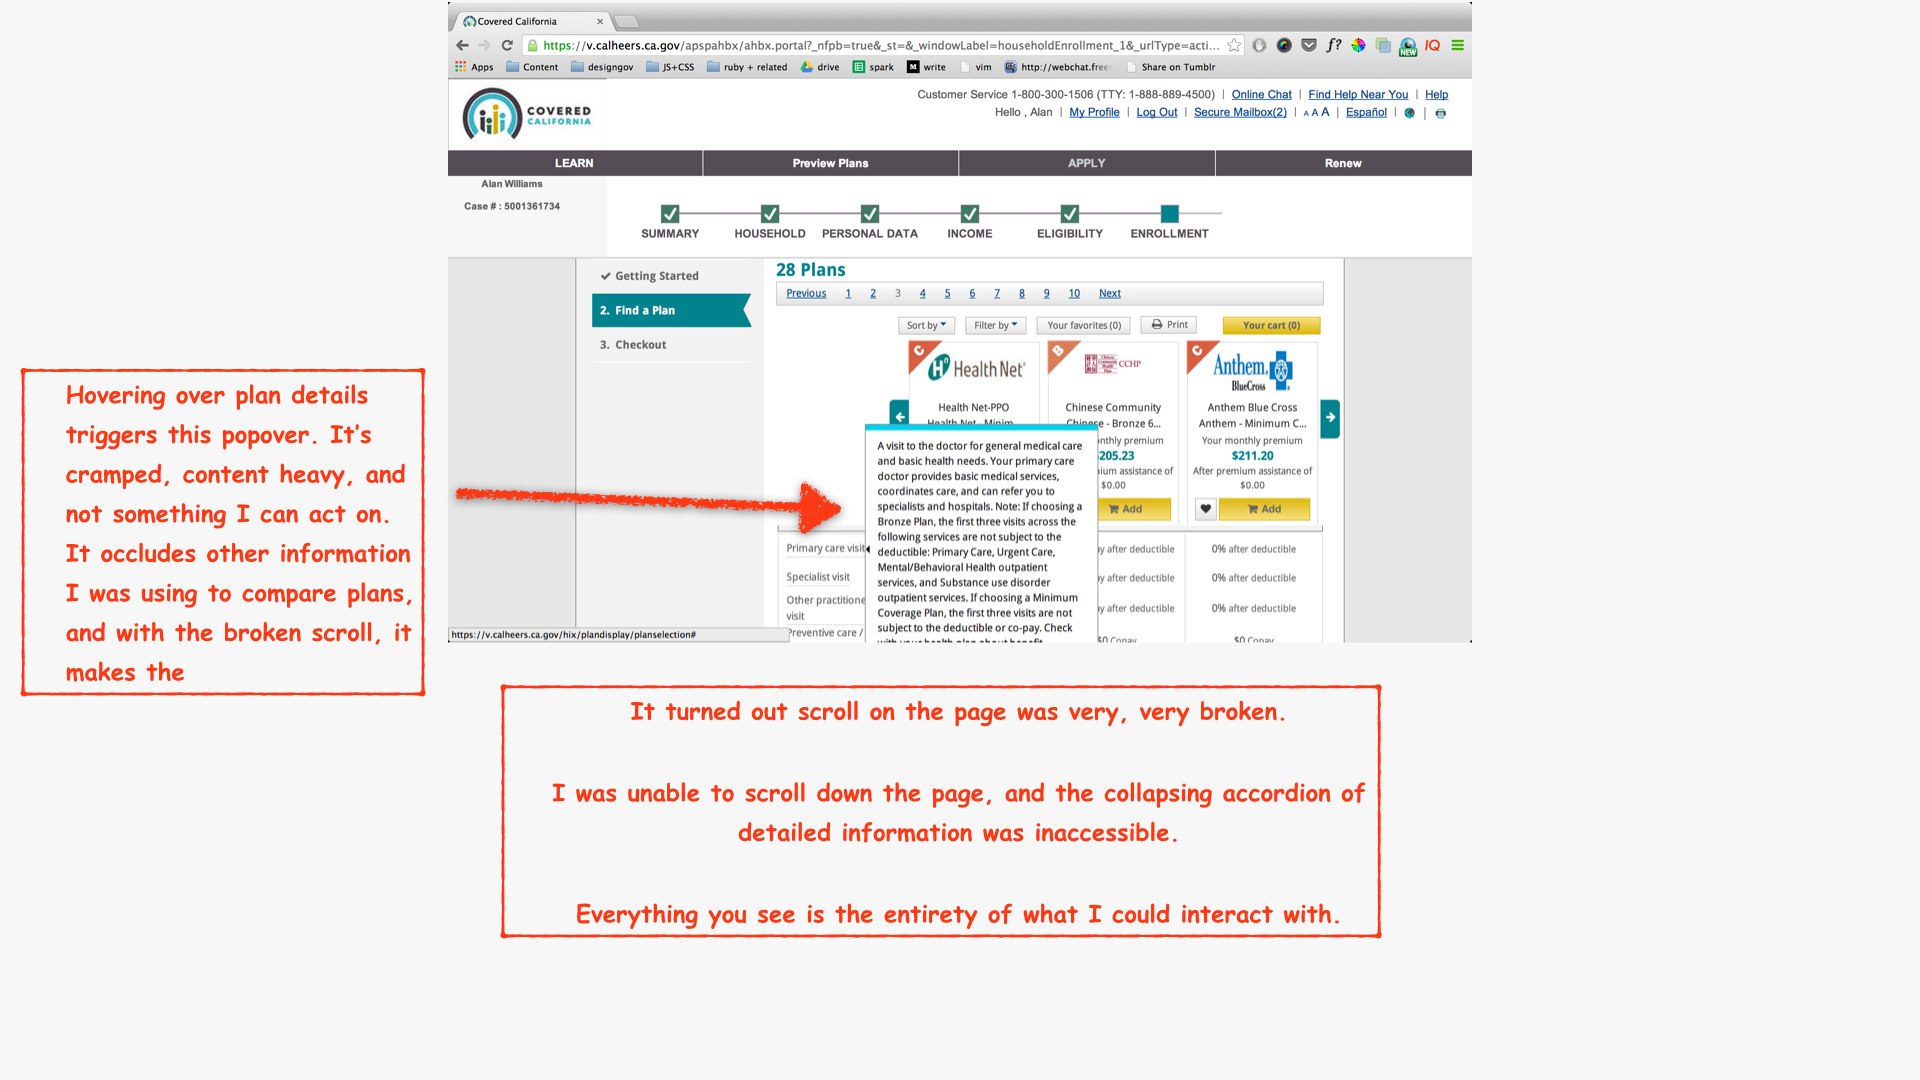 Covered California
https://v.calheers.ca.gov/apspahbx/ahbx.portal?_nfpb=true&_st=&_windowLabel=householdEnrollment_1&_urlType=acti...
f?
NEW
IQ
Apps Content designgov JS+CSS ruby + related drive spark write vim http://webchat.free Share on Tumblr
COVERED
CALIFORNIA
Customer Service 1-800-300-1506 (TTY: 1-888-889-4500) | Online Chat | Find Help Near You | Help
Hello , Alan | My Profile | Log Out | Secure Mailbox(2) | A A A | Español | |
LEARN Preview Plans APPLY Renew
Alan Williams
Case # : 5001361734
SUMMARY HOUSEHOLD PERSONAL DATA INCOME ELIGIBILITY ENROLLMENT
Getting Started
2. Find a Plan
3. Checkout
28 Plans
Previous 1 2 3 4 5 6 7 8 9 10 Next
Sort by Filter by Your favorites (0) Print Your cart (0)
C
Health Net
Health Net-PPO
Health Net - Minim
B
Chinese Community Health Plan
CCHP
Chinese Community
Chinese - Bronze 6...
nthly premium
205.23
ium assistance of
$0.00
Add
C
Anthem.
BlueCross
Anthem Blue Cross
Anthem - Minimum C...
Your monthly premium
$211.20
After premium assistance of
$0.00
Add
A visit to the doctor for general medical care
and basic health needs. Your primary care
doctor provides basic medical services,
coordinates care, and can refer you to
specialists and hospitals. Note: If choosing a
Bronze Plan, the first three visits across the
following services are not subject to the
deductible: Primary Care, Urgent Care,
Mental/Behavioral Health outpatient
services, and Substance use disorder
outpatient services. If choosing a Minimum
Coverage Plan, the first three visits are not
subject to the deductible or co-pay. Check
with your health plan about benefit
Primary care visit y after deductible 0% after deductible
Specialist visit y after deductible 0% after deductible
Other practitione
visit
y after deductible 0% after deductible
Preventive care / $0 Copay $0 Copay
https://v.calheers.ca.gov/hix/plandisplay/planselection#
Hovering over plan details
triggers this popover. It's
cramped, content heavy, and
not something I can act on.
It occludes other information
I was using to compare plans,
and with the broken scroll, it
makes the
It turned out scroll on the page was very, very broken.
I was unable to scroll down the page, and the collapsing accordion of
detailed information was inaccessible.
Everything you see is the entirety of what I could interact with.